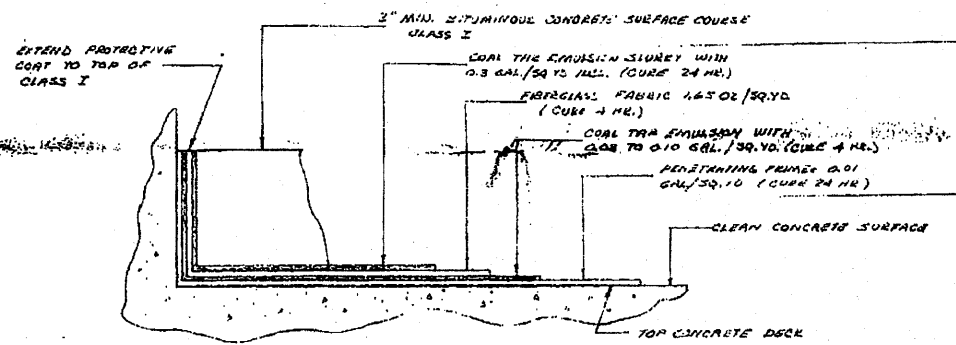 2" MIN. BITUMINOUS CONCRETE SURFACE COURSE
CLASS I
EXTEND PROTECTIVE
COAT TO TOP OF
CLASS I
COAL TAR EMULSION SLURRY WITH
0.3 GAL./SQ YD (CURE 24 HR.)
FIBERGLASS FABRIC 1.65 OZ/SQ.YD.
(CURE 4 HR.)
COAL TAR EMULSION WITH
0.08 TO 0.10 GAL./SQ.YD. (CURE 4 HR.)
PENETRATING PRIMER 0.01
GAL/SQ.YD (CURE 24 HR)
CLEAN CONCRETE SURFACE
TOP CONCRETE DECK